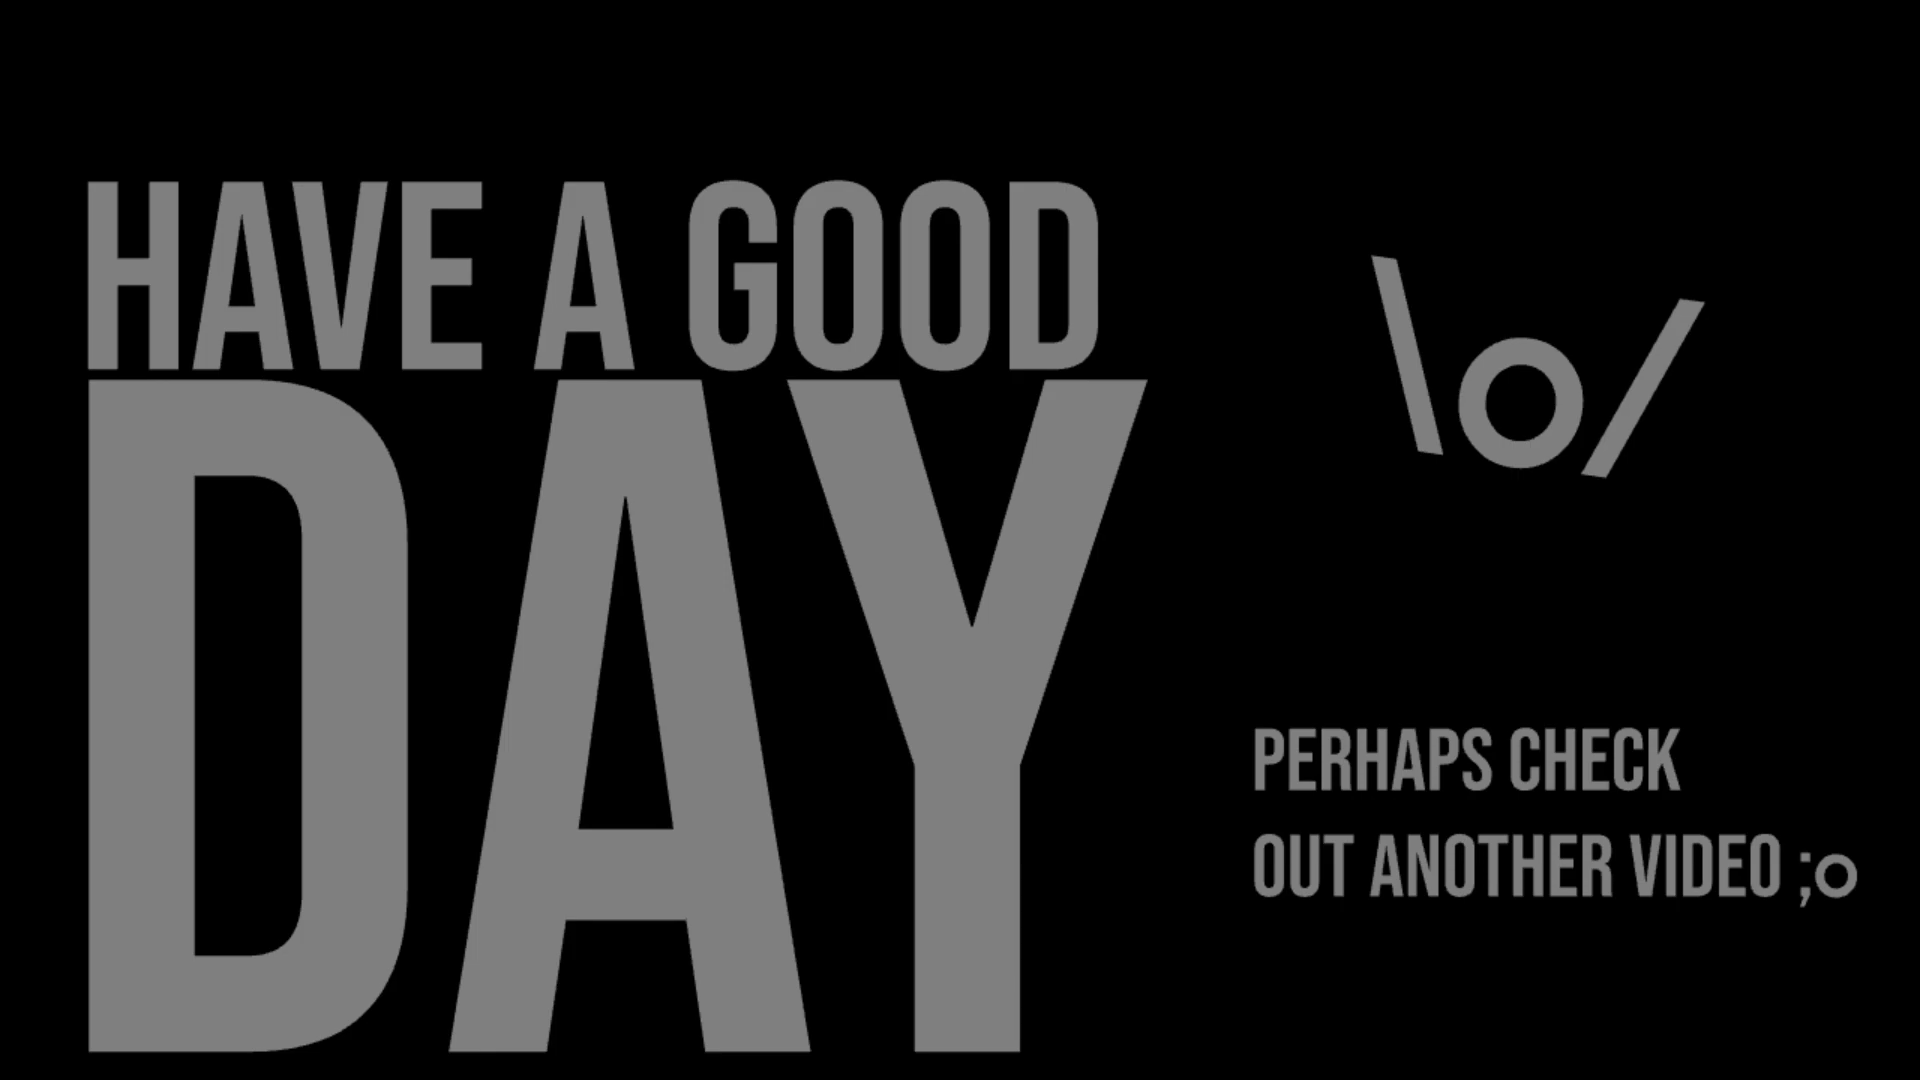 HAVE A GOOD
DAY
\o/
PERHAPS CHECK
OUT ANOTHER VIDEO ;o